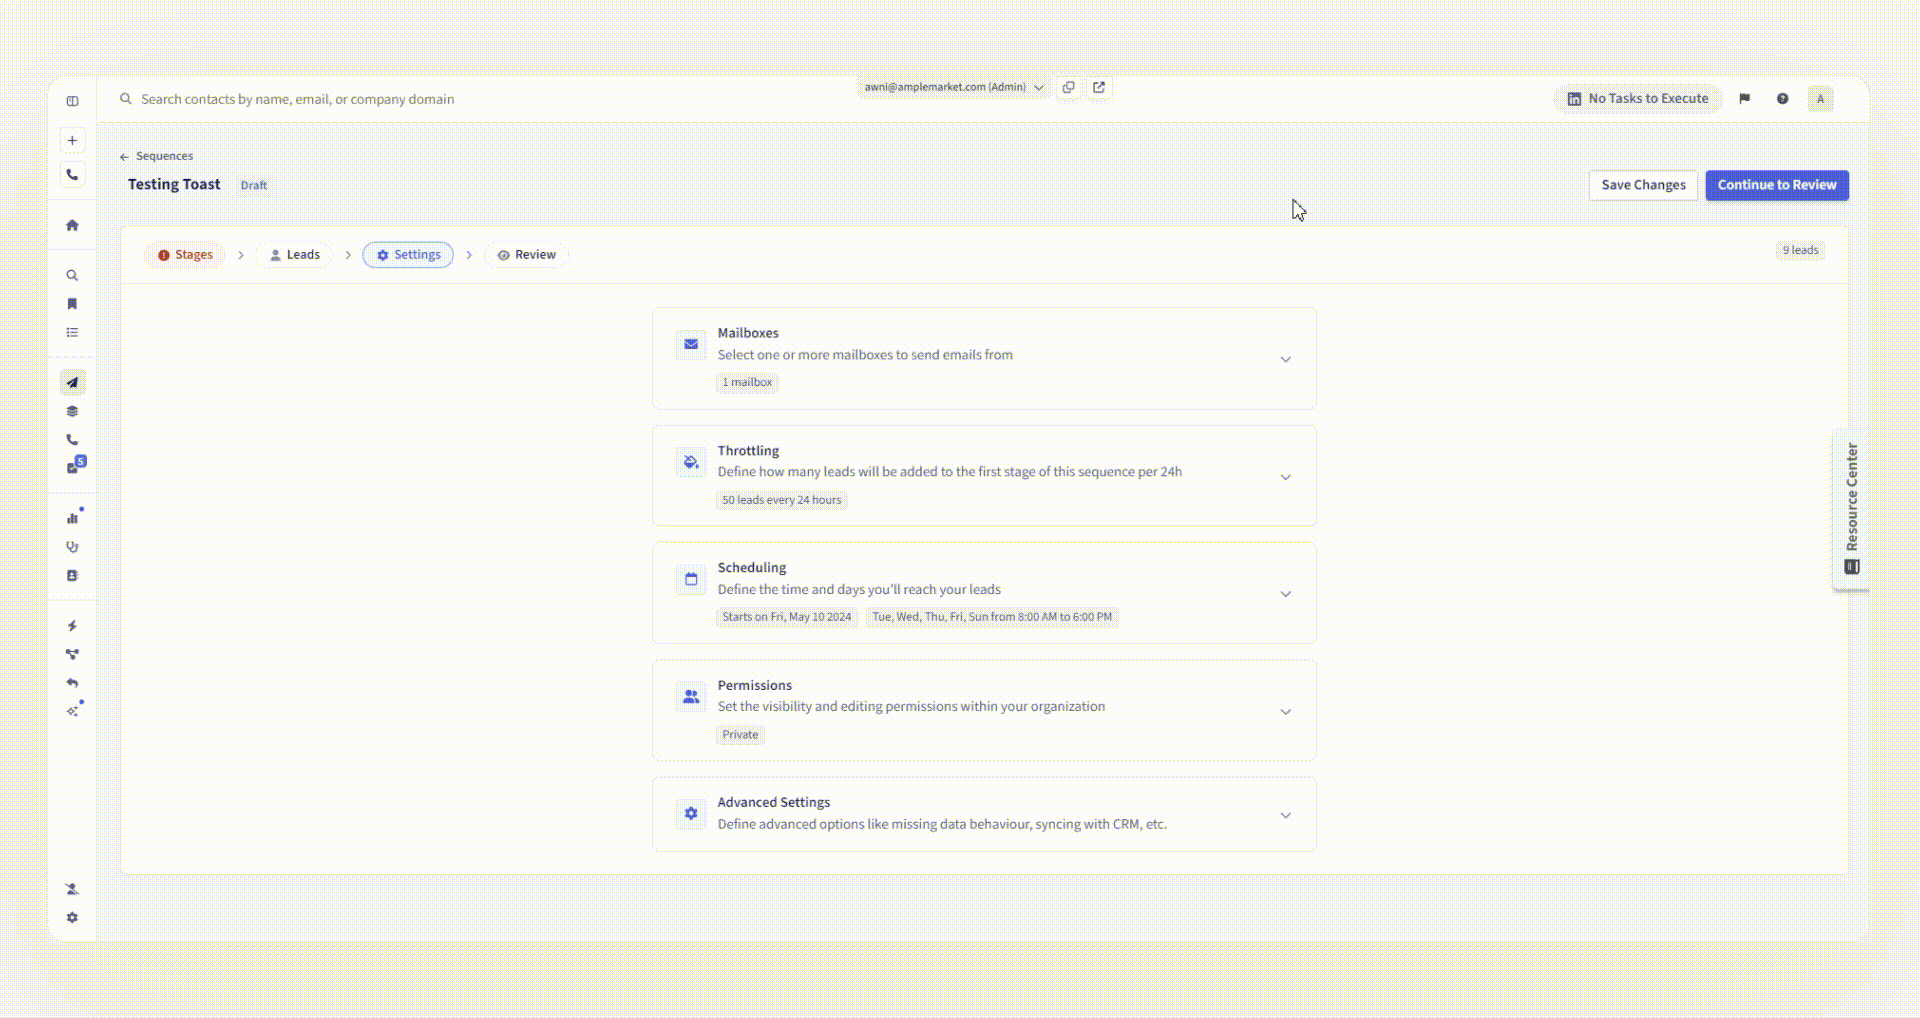 Search contacts by name, email, or company domain
awni@amplemarket.com (Admin)
No Tasks to Execute
A
Sequences
Testing Toast
Draft
Save Changes
Continue to Review
Stages
Leads
Settings
Review
9 leads
Mailboxes
Select one or more mailboxes to send emails from
1 mailbox
Throttling
Define how many leads will be added to the first stage of this sequence per 24h
50 leads every 24 hours
Scheduling
Define the time and days you'll reach your leads
Starts on Fri, May 10 2024
Tue, Wed, Thu, Fri, Sun from 8:00 AM to 6:00 PM
Permissions
Set the visibility and editing permissions within your organization
Private
Advanced Settings
Define advanced options like missing data behaviour, syncing with CRM, etc.
5
Resource Center